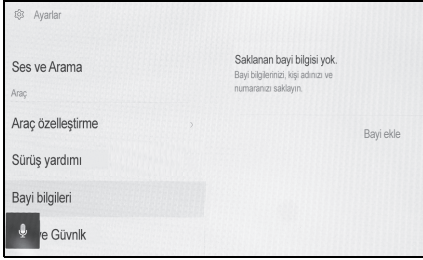 Ayarlar
Ses ve Arama
Araç
Araç özelleştirme
Sürüş yardımı
Bayi bilgileri
ve Güvnlk
Saklanan bayi bilgisi yok.
Bayi bilgilerinizi, kişi adınızı ve
numaranızı saklayın.
Bayi ekle